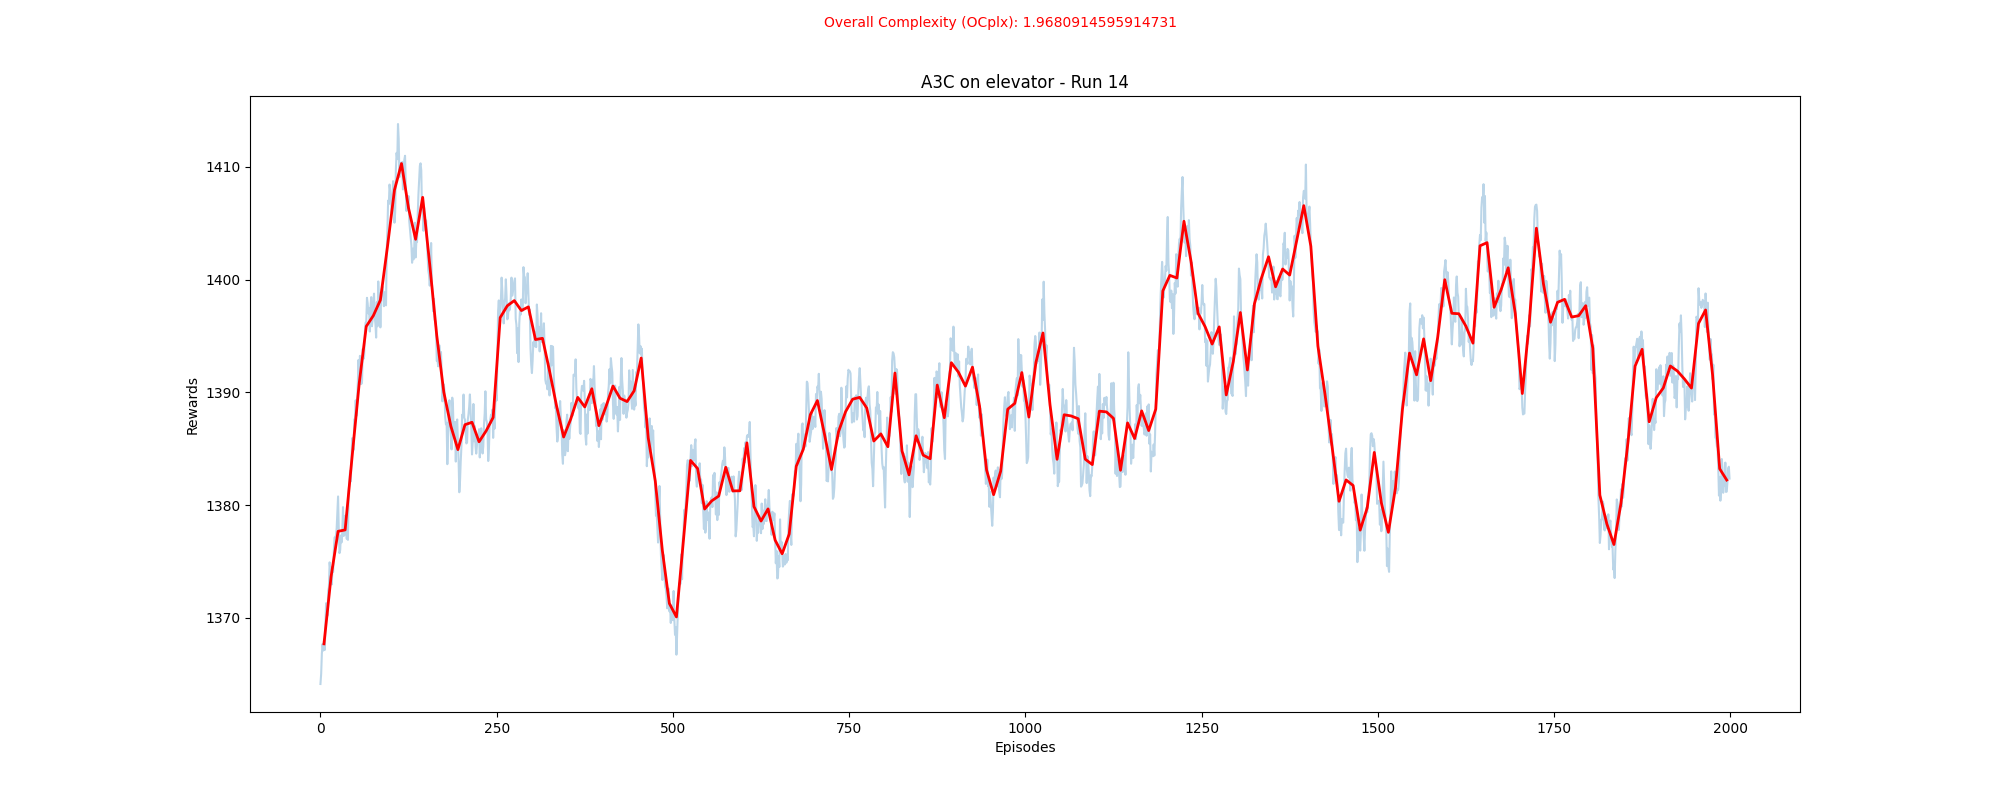 Overall Complexity (OCplx): 1.9680914595914731
A3C on elevator - Run 14
1410
1400
1390
1380
1370
Rewards
0 250 500 750 1000 1250 1500 1750 2000
Episodes